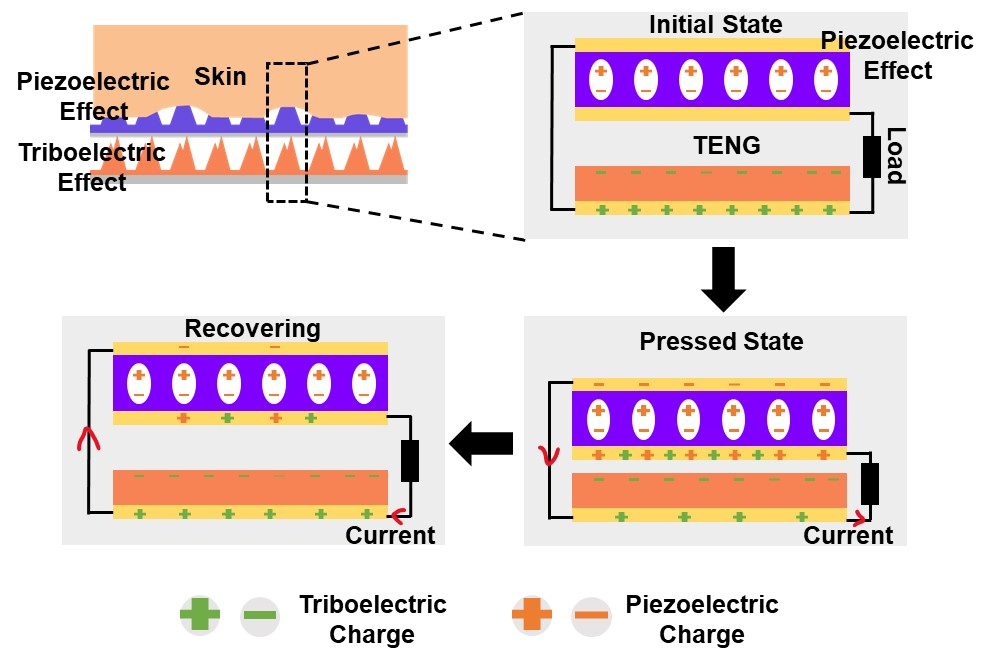 Piezoelectric
Effect
Skin
Triboelectric
Effect
Initial State
Piezoelectric
Effect
TENG
Load
Recovering
Current
Pressed State
Current
Triboelectric
Charge
Piezoelectric
Charge